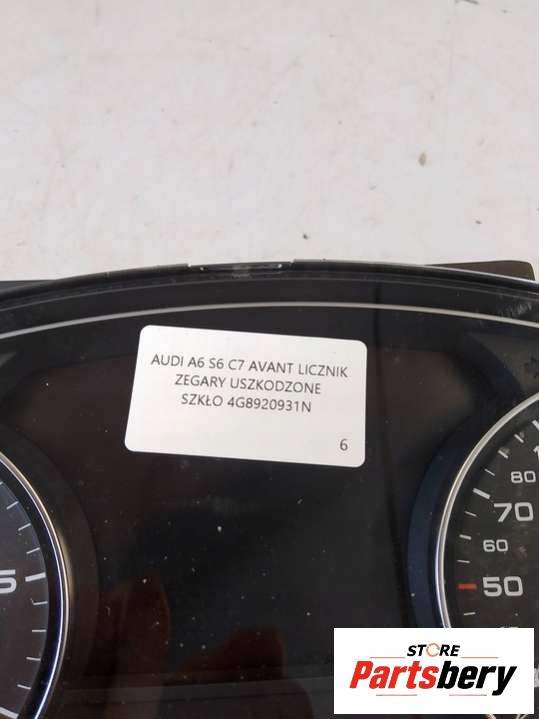 AUDI A6 S6 C7 AVANT LICZNIK
ZEGARY USZKODZONE
SZKŁO 4G8920931N
6
80
70
60
50
5
STORE
Partsbery